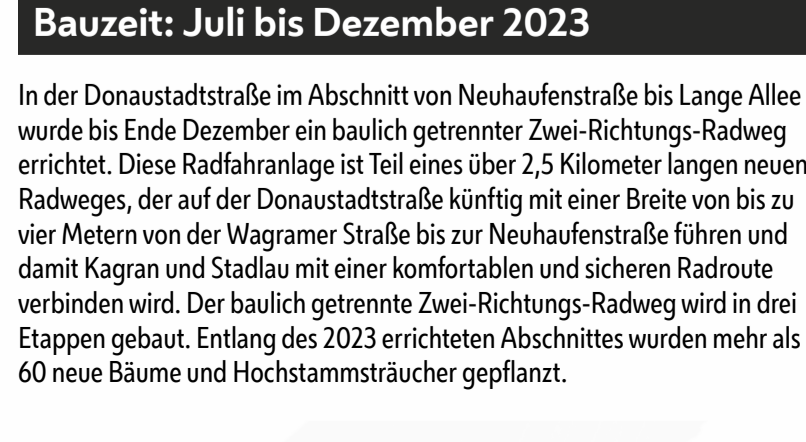 Bauzeit: Juli bis Dezember 2023
In der Donaustadtstraße im Abschnitt von Neuhaufenstraße bis Lange Allee
wurde bis Ende Dezember ein baulich getrennter Zwei-Richtungs-Radweg
errichtet. Diese Radfahranlage ist Teil eines über 2,5 Kilometer langen neuen
Radweges, der auf der Donaustadtstraße künftig mit einer Breite von bis zu
vier Metern von der Wagramer Straße bis zur Neuhaufenstraße führen und
damit Kagran und Stadlau mit einer komfortablen und sicheren Radroute
verbinden wird. Der baulich getrennte Zwei-Richtungs-Radweg wird in drei
Etappen gebaut. Entlang des 2023 errichteten Abschnittes wurden mehr als
60 neue Bäume und Hochstammsträucher gepflanzt.